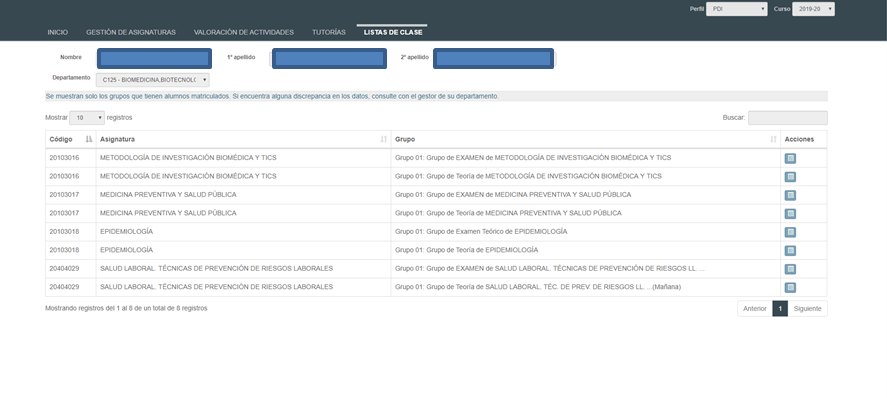 Perfil PDI Curso 2019-20
INICIO GESTIÓN DE ASIGNATURAS VALORACIÓN DE ACTIVIDADES TUTORÍAS LISTAS DE CLASE
Nombre 1º apellido 2º apellido
Departamento C125 - BIOMEDICINA,BIOTECNOL
Se muestran solo los grupos que tienen alumnos matriculados. Si encuentra alguna discrepancia en los datos, consulte con el gestor de su departamento.
Mostrar 10 registros Buscar:
Código Asignatura Grupo Acciones
20103016 METODOLOGÍA DE INVESTIGACIÓN BIOMÉDICA Y TICS Grupo 01: Grupo de EXAMEN de METODOLOGÍA DE INVESTIGACIÓN BIOMÉDICA Y TICS
20103016 METODOLOGÍA DE INVESTIGACIÓN BIOMÉDICA Y TICS Grupo 01: Grupo de Teoría de METODOLOGÍA DE INVESTIGACIÓN BIOMÉDICA Y TICS
20103017 MEDICINA PREVENTIVA Y SALUD PÚBLICA Grupo 01: Grupo de EXAMEN de MEDICINA PREVENTIVA Y SALUD PÚBLICA
20103017 MEDICINA PREVENTIVA Y SALUD PÚBLICA Grupo 01: Grupo de Teoría de MEDICINA PREVENTIVA Y SALUD PÚBLICA
20103018 EPIDEMIOLOGÍA Grupo 01: Grupo de Examen Teórico de EPIDEMIOLOGÍA
20103018 EPIDEMIOLOGÍA Grupo 01: Grupo de Teoría de EPIDEMIOLOGÍA
20404029 SALUD LABORAL. TÉCNICAS DE PREVENCIÓN DE RIESGOS LABORALES Grupo 01: Grupo de EXAMEN de SALUD LABORAL. TÉCNICAS DE PREVENCIÓN DE RIESGOS LL. ...
20404029 SALUD LABORAL. TÉCNICAS DE PREVENCIÓN DE RIESGOS LABORALES Grupo 01: Grupo de Teoría de SALUD LABORAL. TÉC. DE PREV. DE RIESGOS LL. ...(Mañana)
Mostrando registros del 1 al 8 de un total de 8 registros Anterior 1 Siguiente